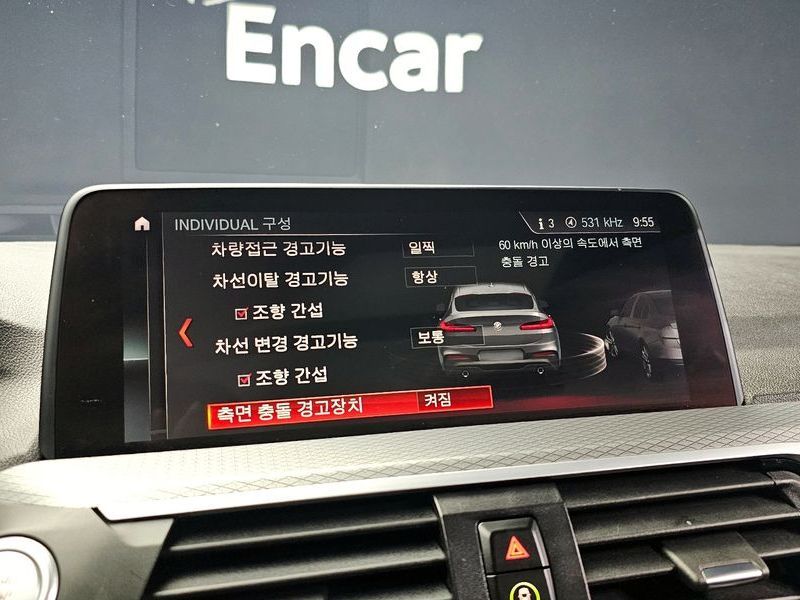 Encar
INDIVIDUAL 구성
3 531 kHz 9:55
차량접근 경고기능 일찍
차선이탈 경고기능 항상
조향 간섭
차선 변경 경고기능 보통
조향 간섭
측면 충돌 경고장치 켜짐
60 km/h 이상의 속도에서 측면
충돌 경고